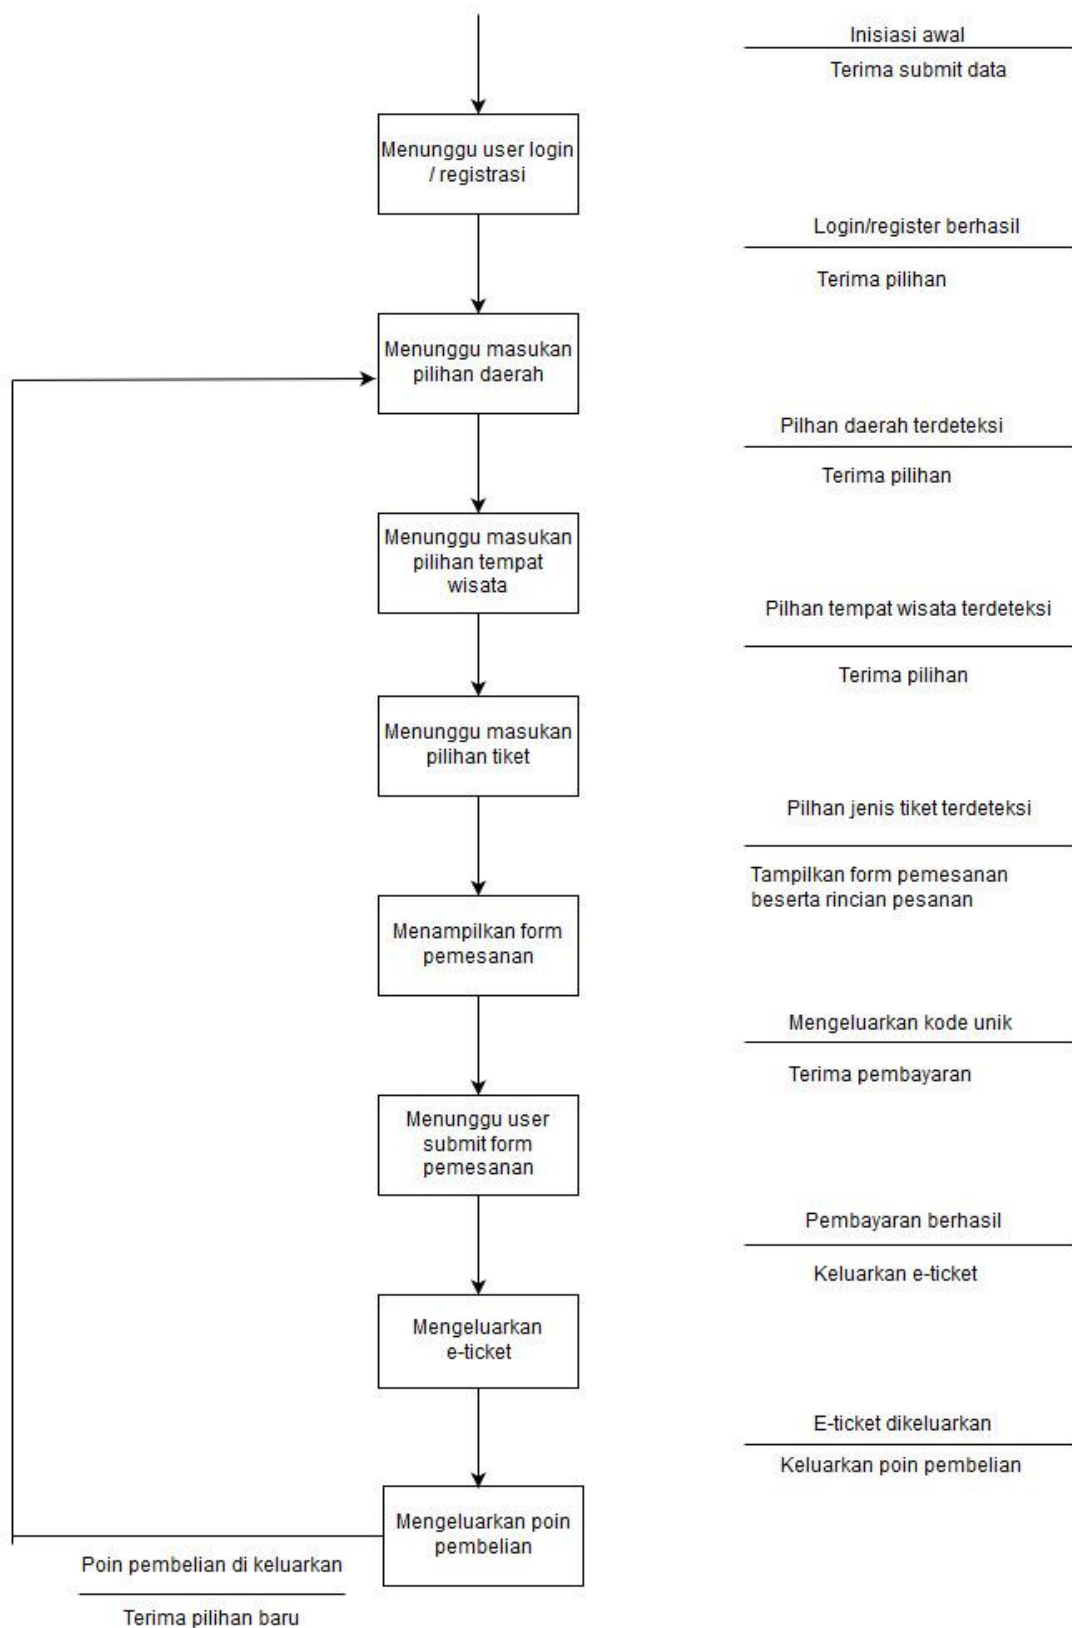 Inisiasi awal
Terima submit data
Menunggu user login
/ registrasi
Login/register berhasil
Terima pilihan
Menunggu masukan
pilihan daerah
Pilhan daerah terdeteksi
Terima pilihan
Menunggu masukan
pilihan tempat
wisata
Pilhan tempat wisata terdeteksi
Terima pilihan
Menunggu masukan
pilihan tiket
Pilhan jenis tiket terdeteksi
Tampilkan form pemesanan
beserta rincian pesanan
Menampilkan form
pemesanan
Mengeluarkan kode unik
Terima pembayaran
Menunggu user
submit form
pemesanan
Pembayaran berhasil
Keluarkan e-ticket
Mengeluarkan
e-ticket
E-ticket dikeluarkan
Keluarkan poin pembelian
Mengeluarkan poin
pembelian
Poin pembelian di keluarkan
Terima pilihan baru